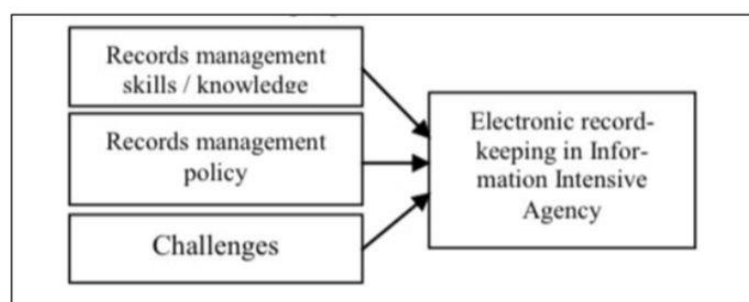 Records management
skills / knowledge
Records management
policy
Challenges
Electronic record-
keeping in Infor-
mation Intensive
Agency